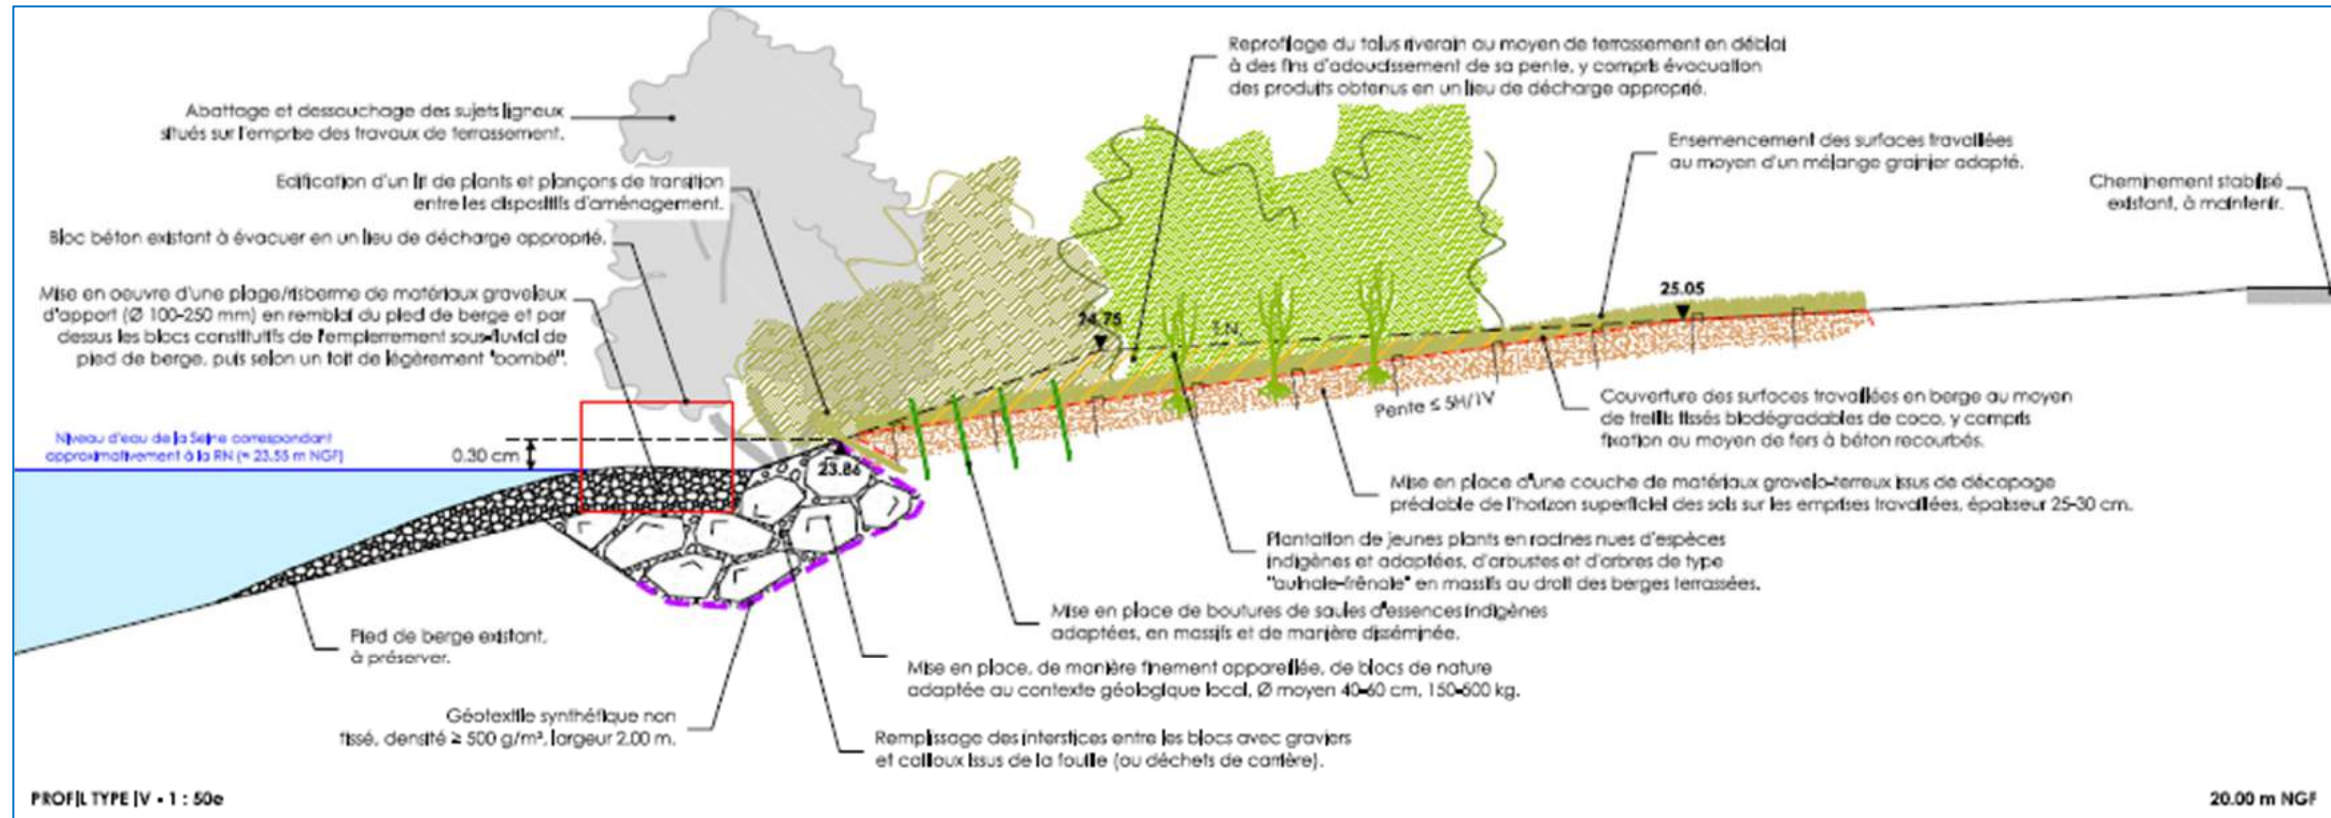 Reprofilage du talus riverain au moyen de terrassement en déblai
à des fins d'adoucissement de sa pente, y compris évacuation
des produits obtenus en un lieu de décharge approprié.
Abattage et dessouchage des sujets ligneux
situés sur l'emprise des travaux de terrassement.
Ensemencement des surfaces travaillées
au moyen d'un mélange grainier adapté.
Edification d'un lit de plants et plançons de transition
entre les dispositifs d'aménagement.
Cheminement stabilisé
existant, à maintenir.
Bloc béton existant à évacuer en un lieu de décharge approprié.
Mise en oeuvre d'une plage/risberme de matériaux graveleux
d'apport (Ø 100-250 mm) en remblai du pied de berge et par
dessus les blocs constitutifs de l'empierrement sous-fluvial de
pied de berge, puis selon un toit de légèrement "bombé".
25.05
24.75
T.N.
Pente ≤ 5H/1V
Couverture des surfaces travaillées en berge au moyen
de treillis tissés biodégradables de coco, y compris
fixation au moyen de fers à béton recourbés.
Niveau d'eau de la Seine correspondant
approximativement à la RN (≈ 23.55 m NGF)
0.30 cm
23.86
Mise en place d'une couche de matériaux gravelo-terreux issus de décapage
préalable de l'horizon superficiel des sols sur les emprises travaillées, épaisseur 25-30 cm.
Plantation de jeunes plants en racines nues d'espèces
indigènes et adaptées, d'arbustes et d'arbres de type
"aulnaie-frênaie" en massifs au droit des berges terrassées.
Mise en place de boutures de saules d'essences indigènes
adaptées, en massifs et de manière disséminée.
Pied de berge existant,
à préserver.
Mise en place, de manière finement appareillée, de blocs de nature
adaptée au contexte géologique local, Ø moyen 40-60 cm, 150-600 kg.
Géotextile synthétique non
tissé, densité ≥ 500 g/m², largeur 2.00 m.
Remplissage des interstices entre les blocs avec graviers
et cailloux issus de la fouille (ou déchets de carrière).
PROFIL TYPE IV - 1 : 50e
20.00 m NGF